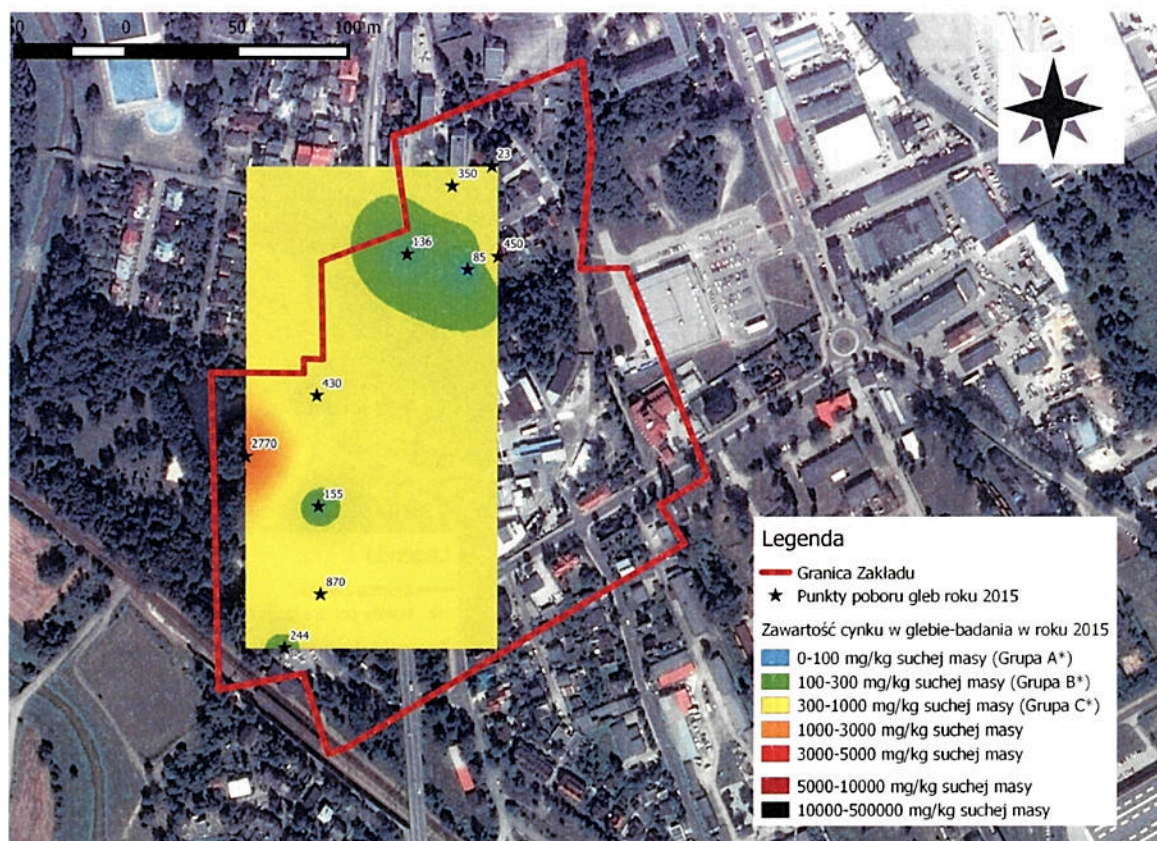 0 0 50 100 m
23
350
136
450
85
430
2770
155
870
244
Legenda
Granica Zakładu
Punkty poboru gleb roku 2015
Zawartość cynku w glebie-badania w roku 2015
0-100 mg/kg suchej masy (Grupa A*)
100-300 mg/kg suchej masy (Grupa B*)
300-1000 mg/kg suchej masy (Grupa C*)
1000-3000 mg/kg suchej masy
3000-5000 mg/kg suchej masy
5000-10000 mg/kg suchej masy
10000-500000 mg/kg suchej masy